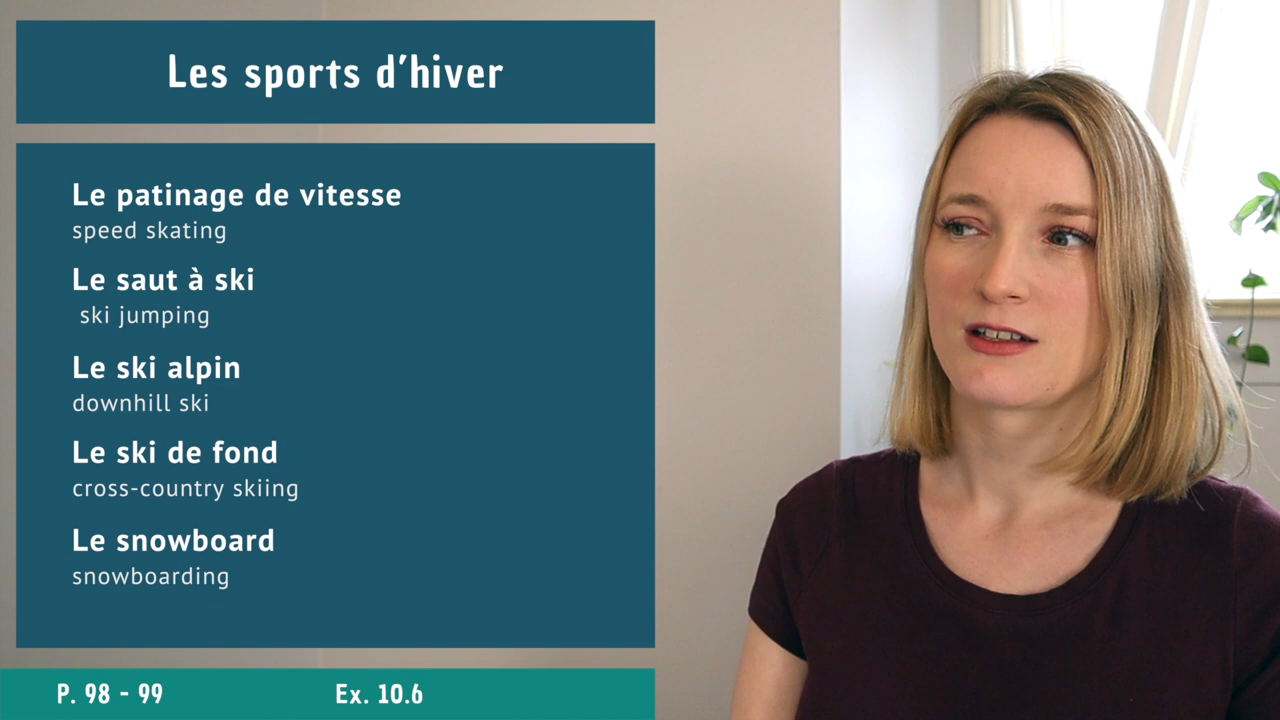 Les sports d'hiver
Le patinage de vitesse
speed skating
Le saut à ski
ski jumping
Le ski alpin
downhill ski
Le ski de fond
cross-country skiing
Le snowboard
snowboarding
P. 98 - 99 Ex. 10.6